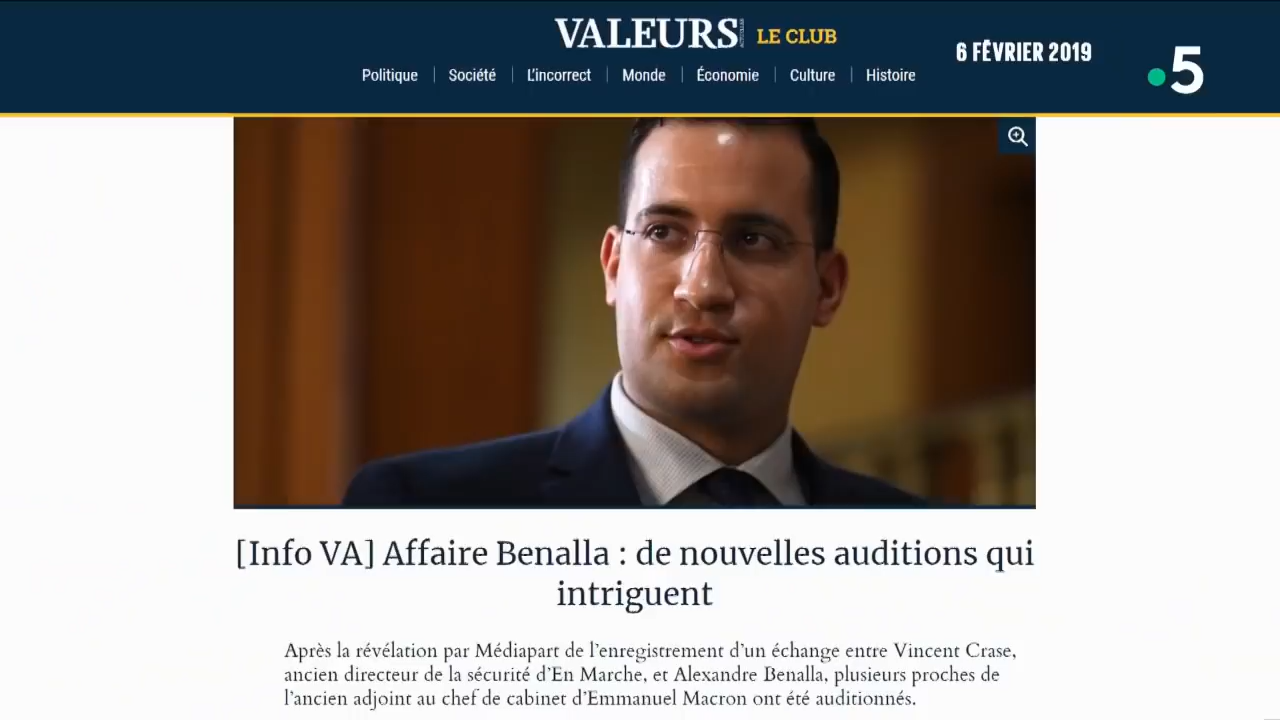 VALEURS
LE CLUB
6 FÉVRIER 2019
5
Politique
Société
L'incorrect
Monde
Économie
Culture
Histoire
[Info VA] Affaire Benalla : de nouvelles auditions qui
intriguent
Après la révélation par Médiapart de l'enregistrement d'un échange entre Vincent Crase,
ancien directeur de la sécurité d'En Marche, et Alexandre Benalla, plusieurs proches de
l'ancien adjoint au chef de cabinet d'Emmanuel Macron ont été auditionnés.